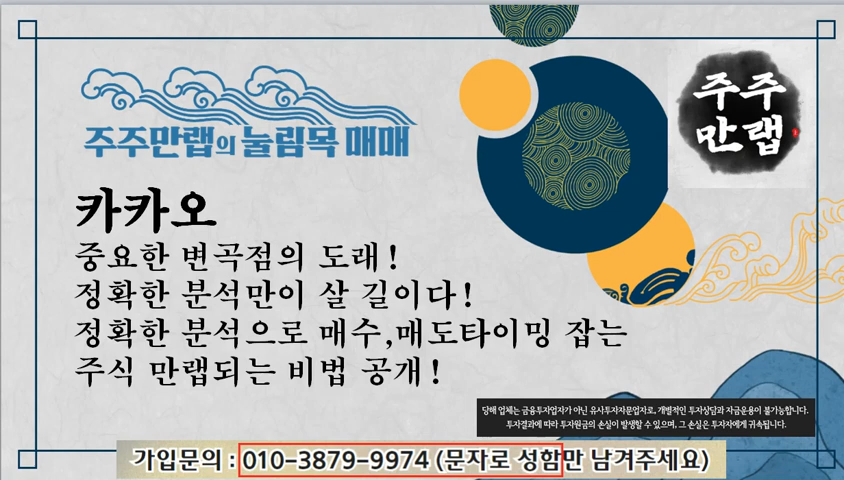 주주만랩의 눌림목 매매
주주
만랩
카카오
중요한 변곡점의 도래!
정확한 분석만이 살 길이다!
정확한 분석으로 매수,매도타이밍 잡는
주식 만랩되는 비법 공개!
당해 업체는 금융투자업자가 아닌 유사투자자문업자로, 개별적인 투자상담과 자금운용이 불가능합니다.
투자결과에 따라 투자원금의 손실이 발생할 수 있으며, 그 손실은 투자자에게 귀속됩니다.
가입문의 : 010-3879-9974 (문자로 성함만 남겨주세요)